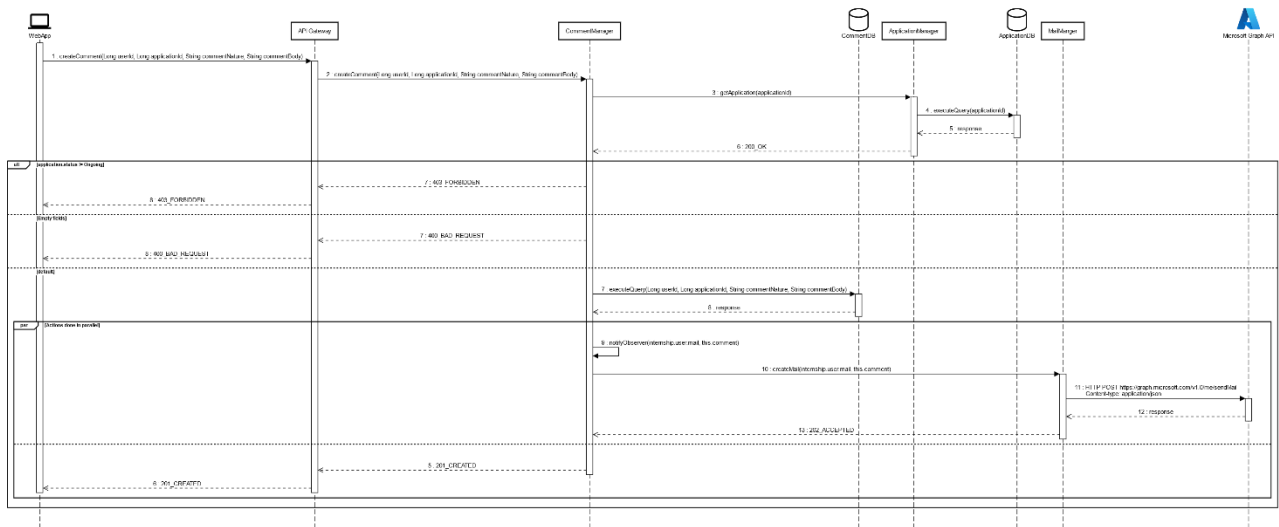 WebApp
API Gateway
CommentManager
CommentDB
ApplicationManager
ApplicationDB
MailManger
Microsoft Graph API
1 : createComment(Long userId, Long applicationId, String commentNature, String commentBody)
2 : createComment(Long userId, Long applicationId, String commentNature, String commentBody)
3 : getApplication(applicationId)
4 : executeQuery(applicationId)
5 : response
6 : 200_OK
alt
[application.status != Ongoing]
7 : 403_FORBIDDEN
8 : 403_FORBIDDEN
[Empty fields]
7 : 400_BAD_REQUEST
8 : 400_BAD_REQUEST
[default]
7 : executeQuery(Long userId, Long applicationId, String commentNature, String commentBody)
8 : response
par
[Actions done in parallel]
9 : notifyObserver(internship.user.mail, this.comment)
10 : createMail(internship.user.mail, this.comment)
11 : HTTP POST https://graph.microsoft.com/v1.0/me/sendMail
Content-type: application/json
12 : response
13 : 202_ACCEPTED
5 : 201_CREATED
6 : 201_CREATED